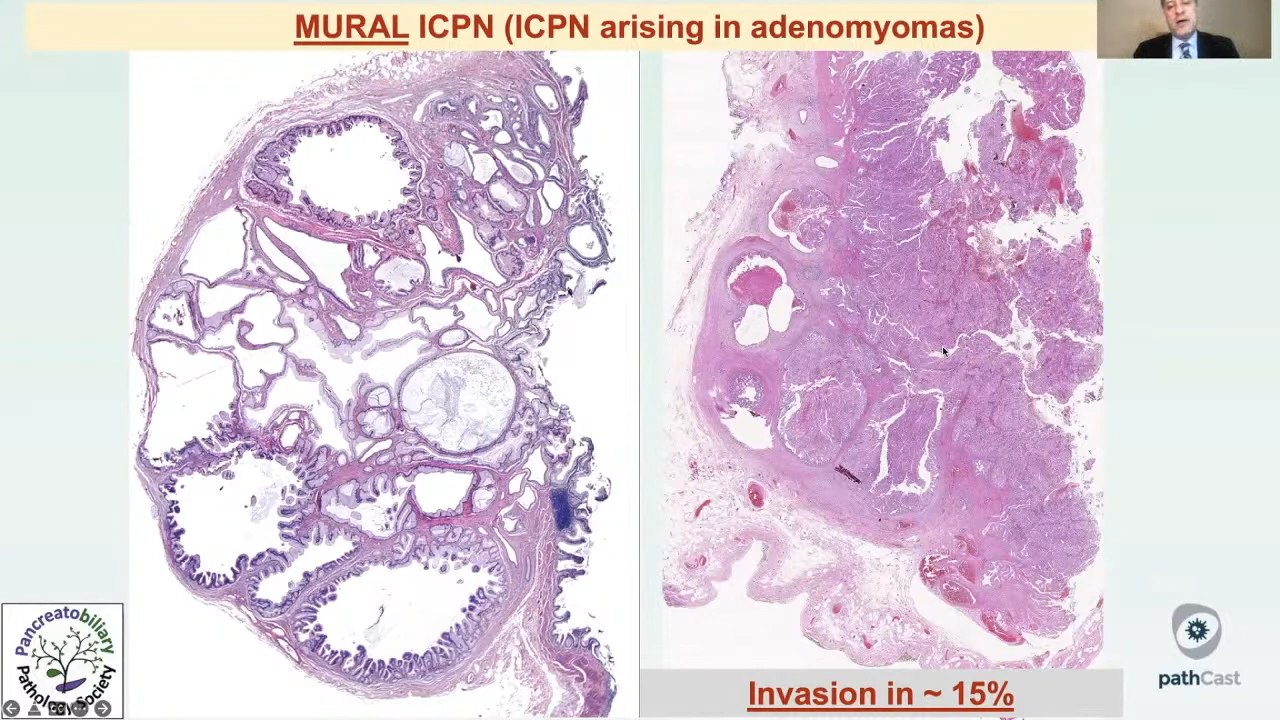 MURAL ICPN (ICPN arising in adenomyomas)
Invasion in ~ 15%
Pancreatobiliary
Pathology Society
pathCast